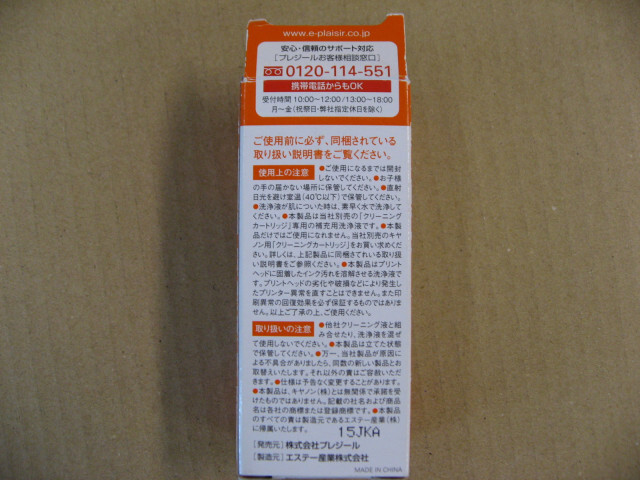 www.e-plaisir.co.jp
安心・信頼のサポート対応
[プレジールお客様相談窓口]
0120-114-551
携帯電話からもOK
受付時間 10:00〜12:00/13:00〜18:00
月〜金(祝祭日・弊社指定休日を除く)
ご使用前に必ず、同梱されている
取り扱い説明書をご覧ください。
使用上の注意 ●ご使用になるまでは開封
しないでください。●お子様
の手の届かない場所に保管してください。●直射
日光を避け室温(40℃以下)で保管してください。
●洗浄液が肌についた時は、素早く水で洗浄して
ください。●本製品は当社別売の「クリーニング
カートリッジ」専用の補充用洗浄液です。●本製
品だけではご使用になれません。当社別売のキヤ
ノン用「クリーニングカートリッジ」をお買い求めくだ
さい。詳しくは、上記製品に同梱されている取り扱
い説明書をご参照ください。●本製品はプリント
ヘッドに固着したインク汚れを溶解させる洗浄液で
す。プリントヘッドの劣化や破損などにより発生し
たプリンター異常を直すことはできません。また印
刷異常の回復効果を必ず保証するものではありま
せん。以上ご了承の上、ご使用ください。
取り扱いの注意 ●他社クリーニング液と組
み合せたり、洗浄液を混ぜ
て使用しないでください。●本製品は立てた状態
で保管してください。●万一、当社製品が原因に
よる不具合がありましたら、同数の新しい製品とお
取替えいたします。それ以外の責はご容赦いただ
きます。●仕様は予告なく変更することがあります。
●本製品は、キヤノン(株)とは無関係で承諾を受
けたものではありません。記載の社名および商品
名は各社の商標または登録商標です。●本製品
のすべての責は製造元であるエステー産業(株)
に帰属いたします。
15JKA
[発売元]株式会社プレジール
[製造元]エステー産業株式会社
MADE IN CHINA